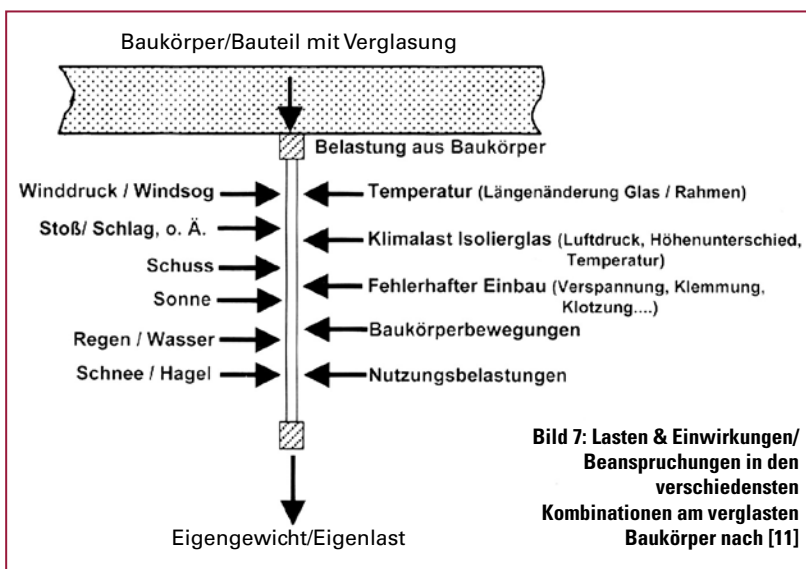 Baukörper/Bauteil mit Verglasung
Belastung aus Baukörper
Winddruck / Windsog
Stoß/ Schlag, o. Ä.
Schuss
Sonne
Regen / Wasser
Schnee / Hagel
Temperatur (Längenänderung Glas / Rahmen)
Klimalast Isolierglas (Luftdruck, Höhenunterschied,
Temperatur)
Fehlerhafter Einbau (Verspannung, Klemmung,
Klotzung....)
Baukörperbewegungen
Nutzungsbelastungen
Eigengewicht/Eigenlast
Bild 7: Lasten & Einwirkungen/
Beanspruchungen in den
verschiedensten
Kombinationen am verglasten
Baukörper nach [11]